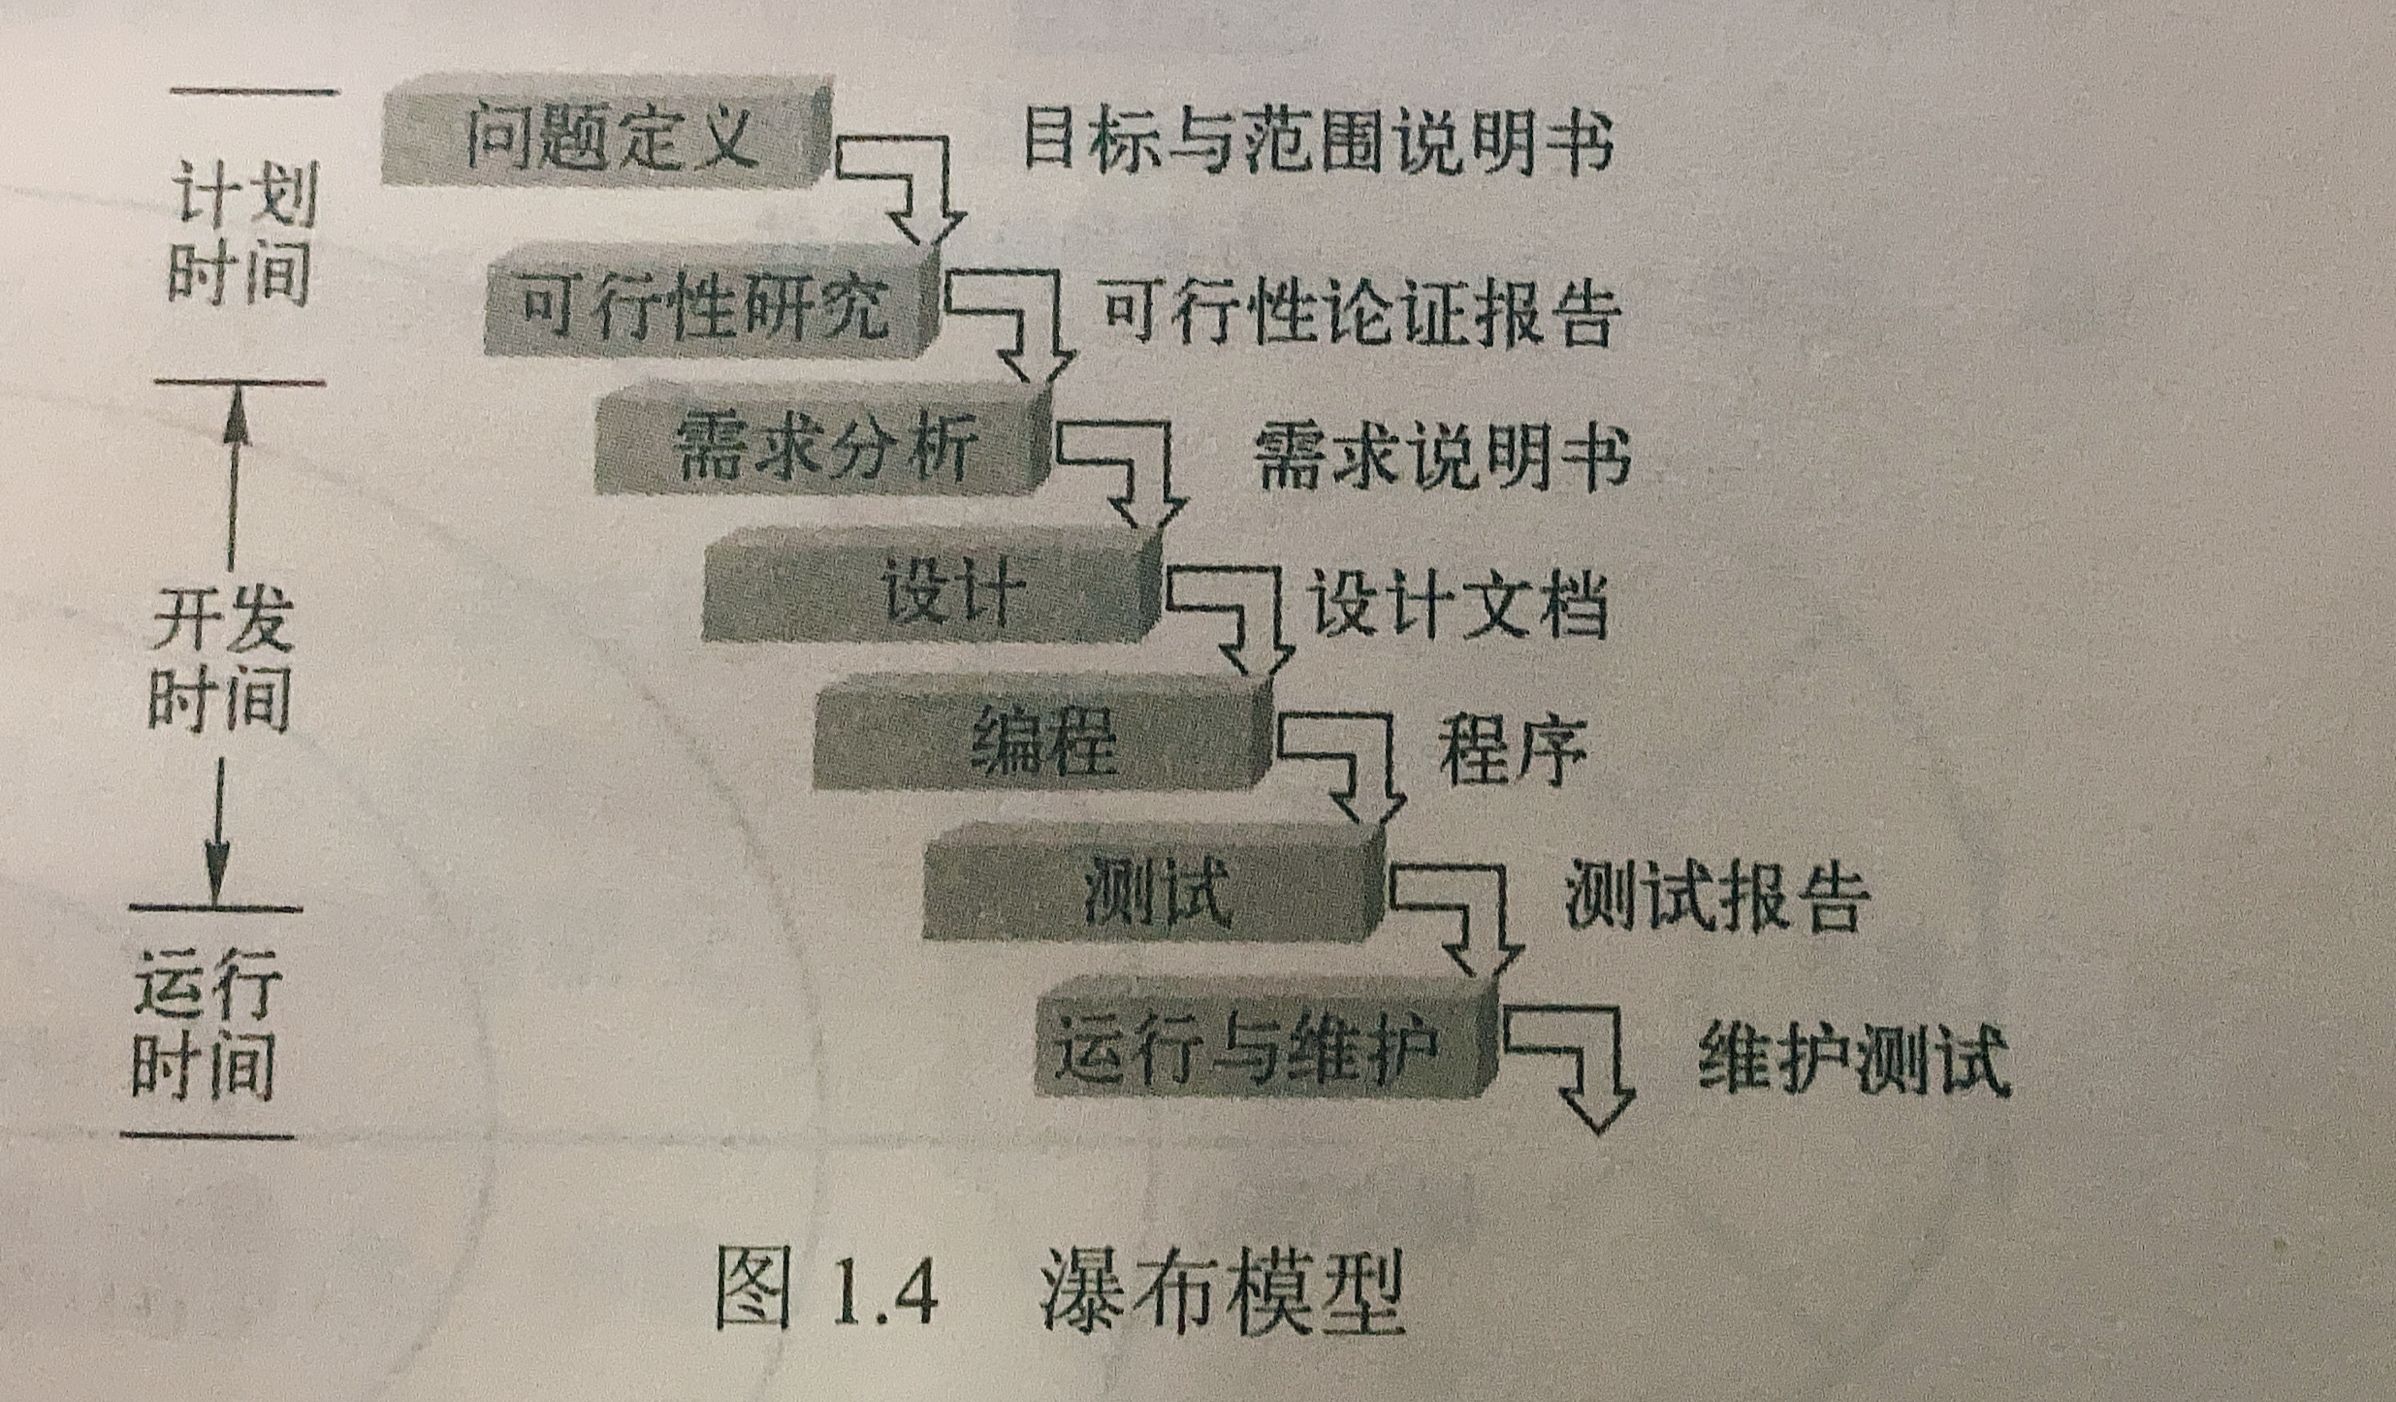 问题定义
目标与范围说明书
计划
时间
可行性研究
可行性论证报告
需求分析
需求说明书
设计
设计文档
开发
时间
编程
程序
测试
测试报告
运行
时间
运行与维护
维护测试
图 1.4 瀑布模型